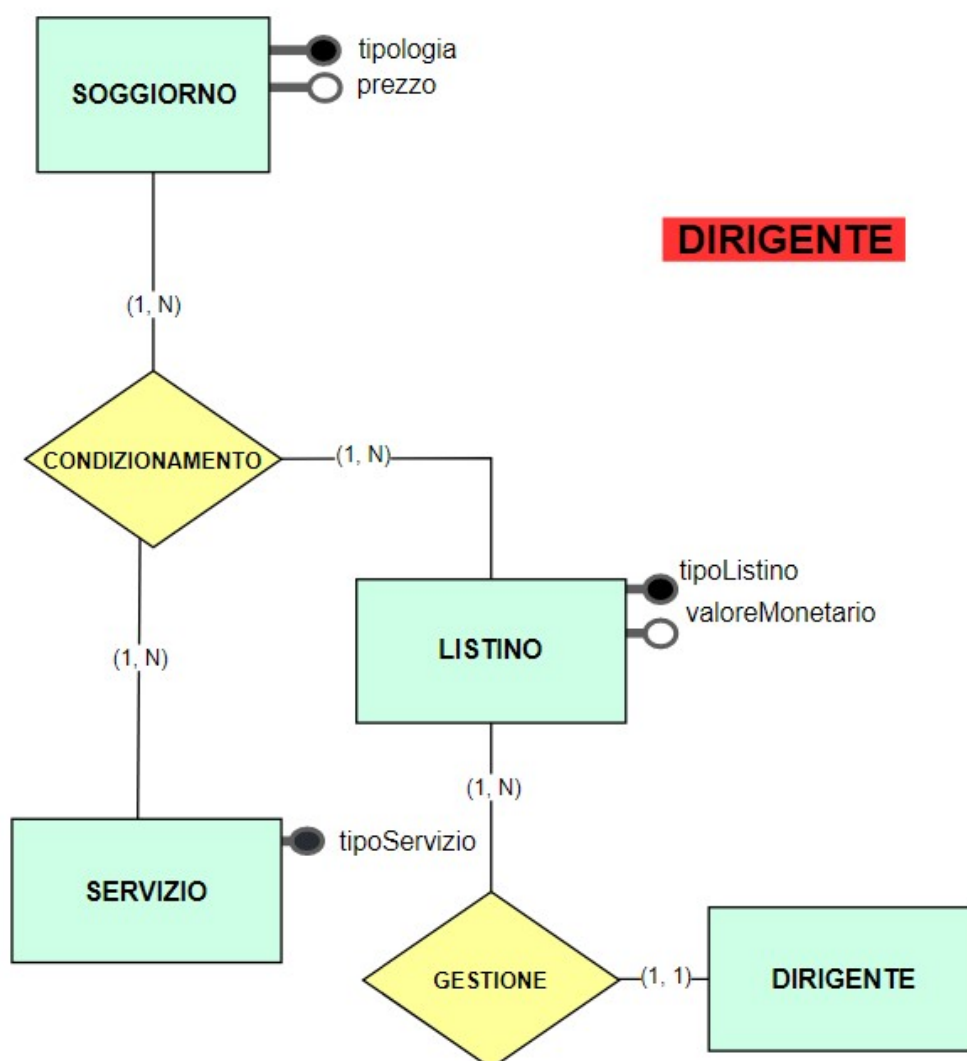 tipologia
prezzo
SOGGIORNO
DIRIGENTE
(1, N)
CONDIZIONAMENTO
(1, N)
tipoListino
valoreMonetario
LISTINO
(1, N)
(1, N)
tipoServizio
SERVIZIO
GESTIONE
(1, 1)
DIRIGENTE